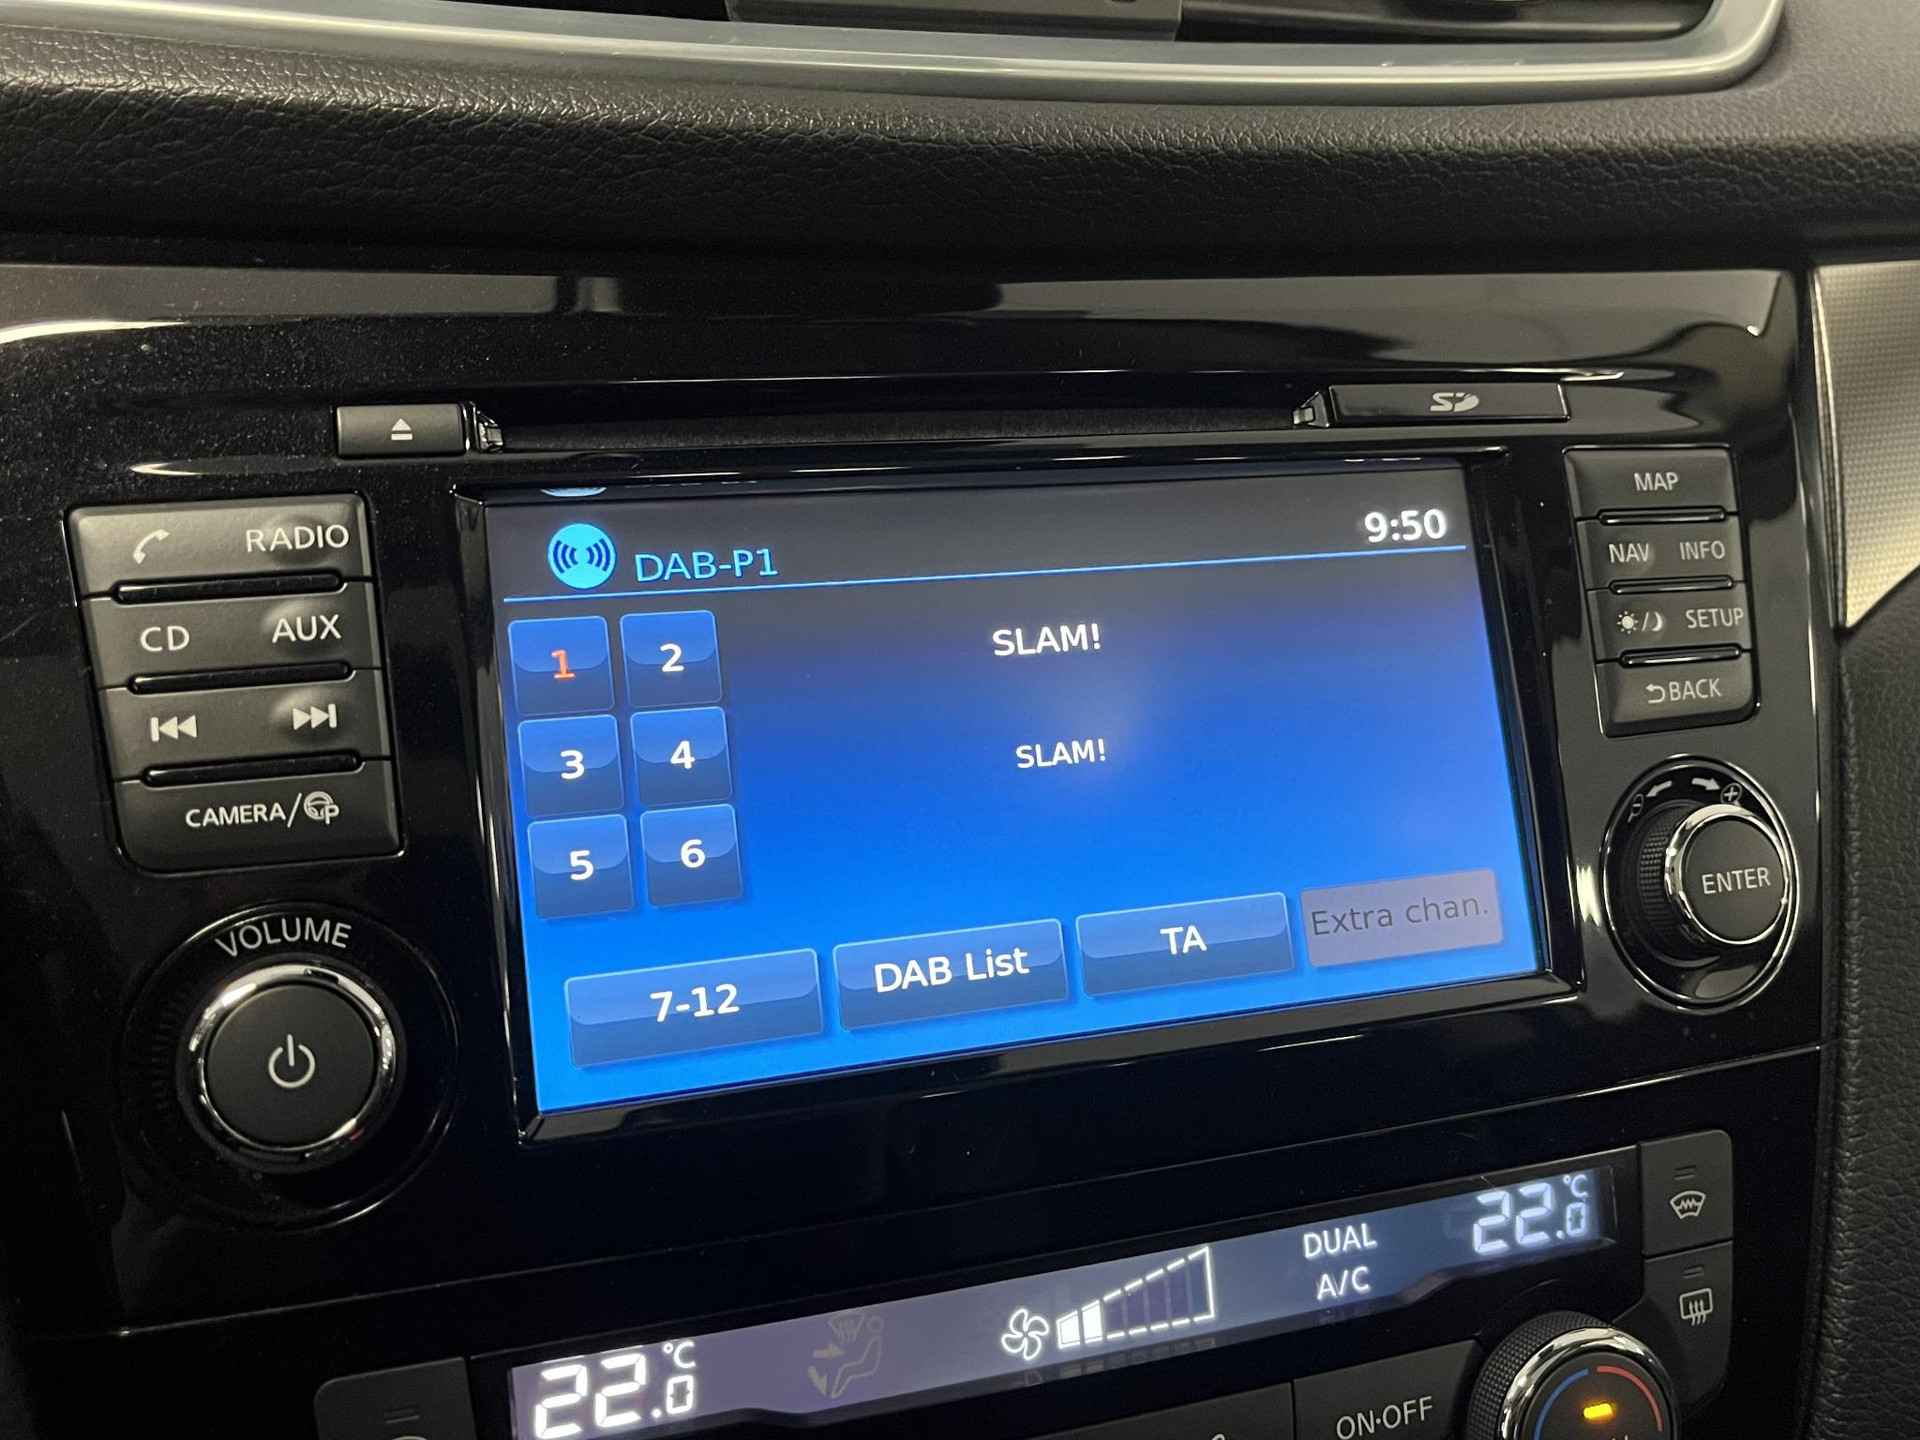 SD
MAP
RADIO
9:50
DAB-P1
NAV INFO
1 2
SLAM!
CD AUX
SETUP
BACK
3 4
SLAM!
CAMERA/P
5 6
ENTER
VOLUME
Extra chan.
TA
DAB List
7-12
22.0 °C
DUAL
A/C
22.0 °C
ON·OFF